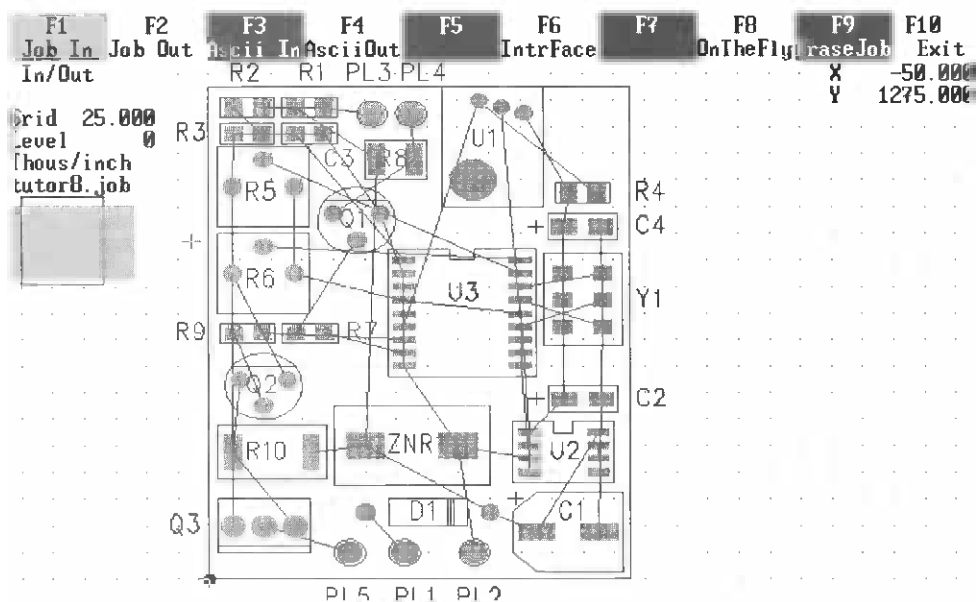 F1 F2 F3 F4 F5 F6 F7 F8 F9 F10
Job In Job Out Ascii In AsciiOut IntrFace OnTheFly raseJob Exit
In/Out
R2 R1 PL3 PL4
X -50.000
Y 1275.000
rid 25.000
evel 0
Thous/inch
tutor8.job
R3
C3 R8 U1
R5 R4
Q1 + C4
R6 U3 Y1
R9 R7
Q2 + C2
R10 ZNR U2
+
Q3 D1 C1
PL5 PL1 PL2